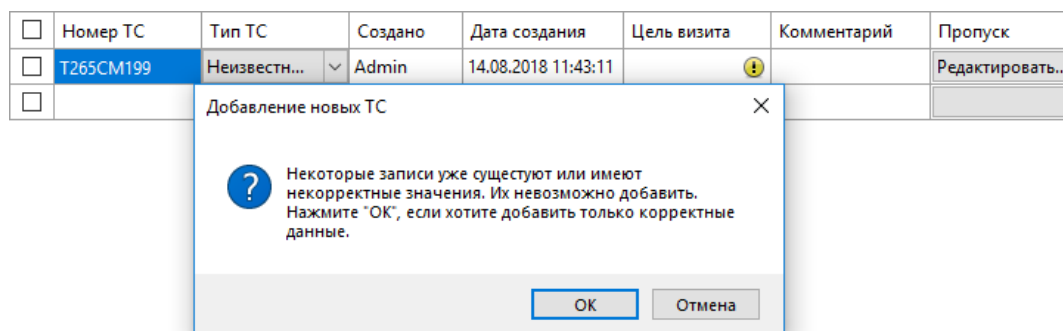 Номер ТС Тип ТС Создано Дата создания Цель визита Комментарий Пропуск
T265CM199 Неизвестн... Admin 14.08.2018 11:43:11 Редактировать...
Добавление новых ТС
Некоторые записи уже сущестуют или имеют
некорректные значения. Их невозможно добавить.
Нажмите "ОК", если хотите добавить только корректные
данные.
ОК Отмена